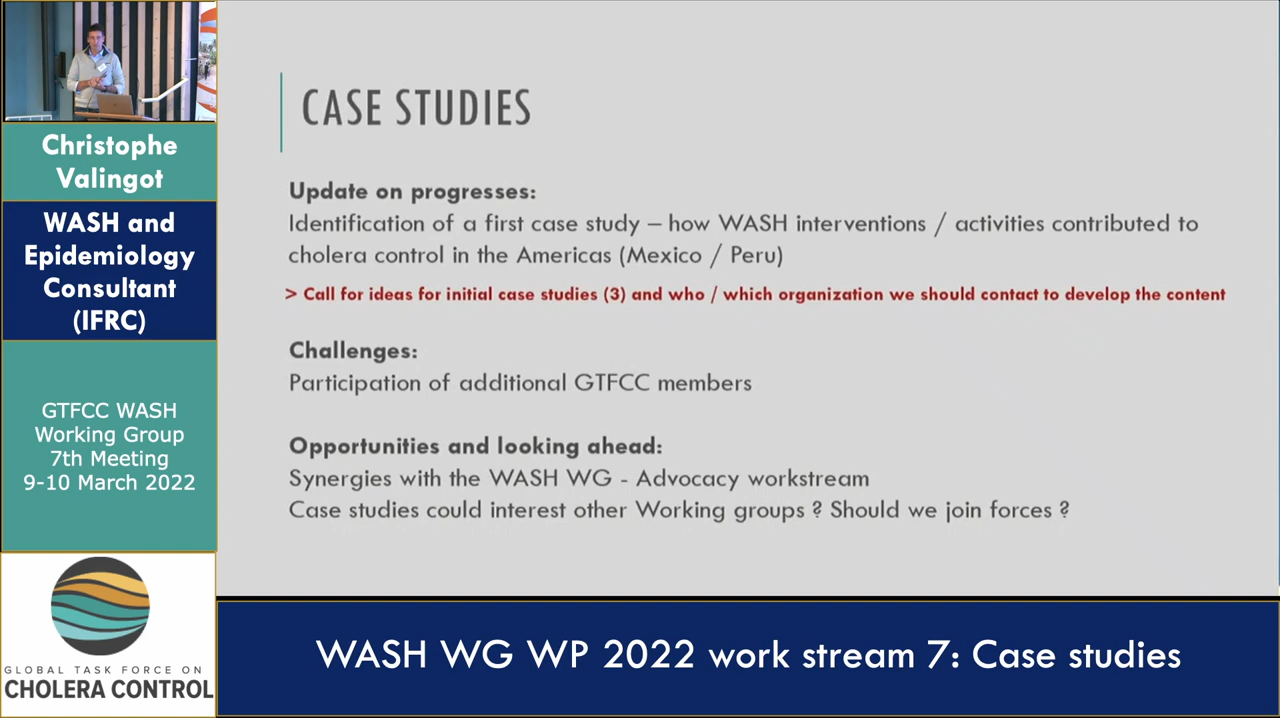 Christophe
Valingot
WASH and
Epidemiology
Consultant
(IFRC)
GTFCC WASH
Working Group
7th Meeting
9-10 March 2022
GLOBAL TASK FORCE ON
CHOLERA CONTROL
CASE STUDIES
Update on progresses:
Identification of a first case study – how WASH interventions / activities contributed to
cholera control in the Americas (Mexico / Peru)
> Call for ideas for initial case studies (3) and who / which organization we should contact to develop the content
Challenges:
Participation of additional GTFCC members
Opportunities and looking ahead:
Synergies with the WASH WG - Advocacy workstream
Case studies could interest other Working groups ? Should we join forces ?
WASH WG WP 2022 work stream 7: Case studies